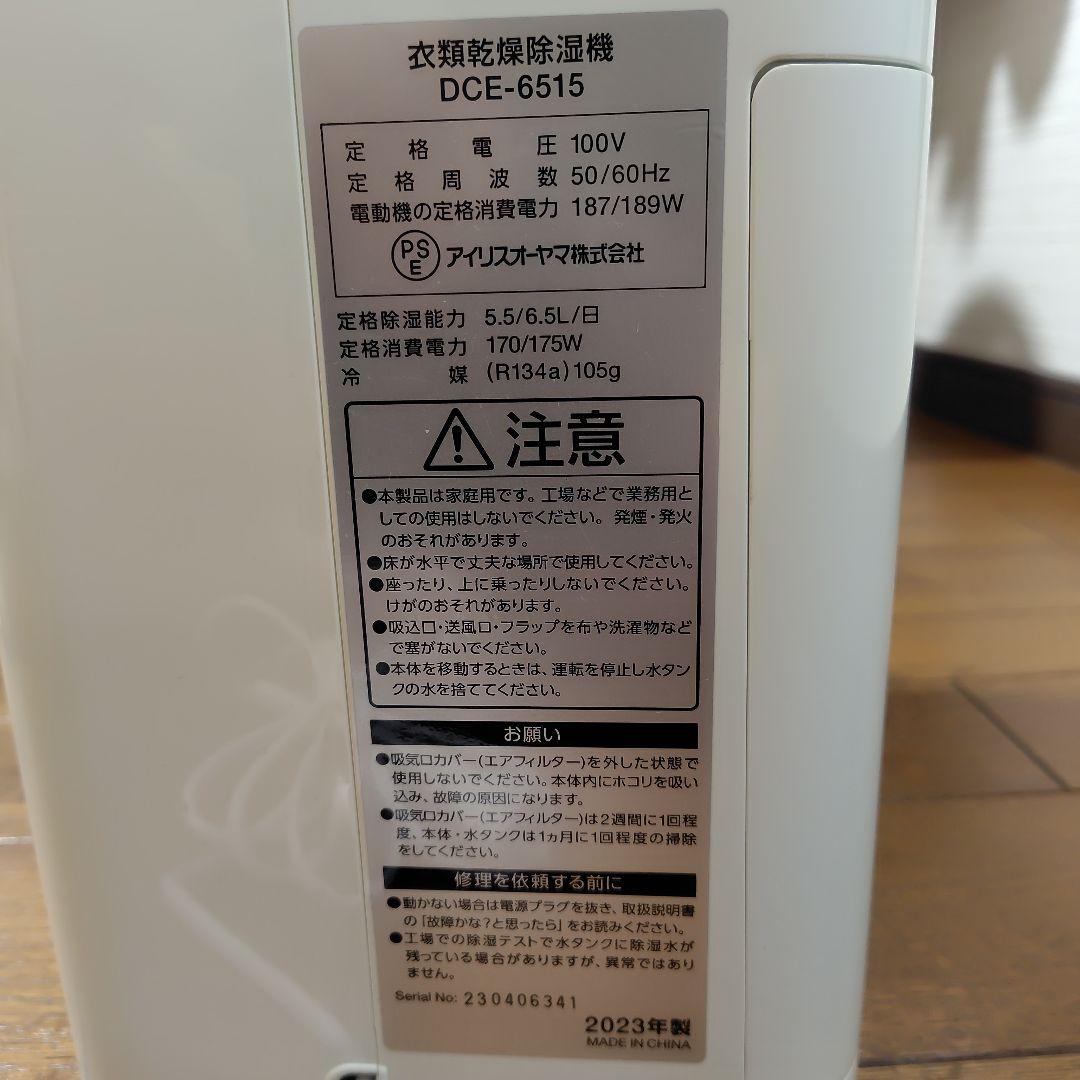 衣類乾燥除湿機
DCE-6515
定格電圧 100V
定格周波数 50/60Hz
電動機の定格消費電力 187/189W
PSE アイリスオーヤマ株式会社
定格除湿能力 5.5/6.5L/日
定格消費電力 170/175W
冷媒 (R134a)105g
注意
●本製品は家庭用です。工場などで業務用と
しての使用はしないでください。発煙・発火
のおそれがあります。
●床が水平で丈夫な場所で使用してください。
●座ったり、上に乗ったりしないでください。
けがのおそれがあります。
●吸込口・送風口・フラップを布や洗濯物など
で塞がないでください。
●本体を移動するときは、運転を停止し水タン
クの水を捨ててください。
お願い
●吸気口カバー(エアフィルター)を外した状態で
使用しないでください。本体内にホコリを吸い
込み、故障の原因になります。
●吸気口カバー(エアフィルター)は2週間に1回程
度、本体・水タンクは1ヵ月に1回程度の掃除
をしてください。
修理を依頼する前に
●動かない場合は電源プラグを抜き、取扱説明書
の「故障かな?と思ったら」をお読みください。
●工場での除湿テストで水タンクに除湿水が
残っている場合がありますが、異常ではあり
ません。
Serial No: 230406341
2023年製
MADE IN CHINA